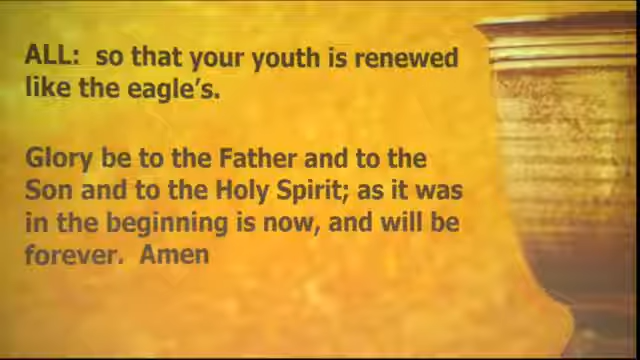 ALL:  so that your youth is renewed
like the eagle's.
Glory be to the Father and to the
Son and to the Holy Spirit; as it was
in the beginning is now, and will be
forever.  Amen